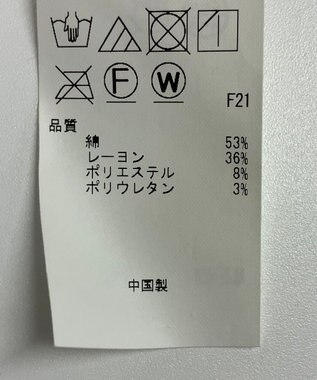 F W
F21
品質
綿 53%
レーヨン 36%
ポリエステル 8%
ポリウレタン 3%
中国製